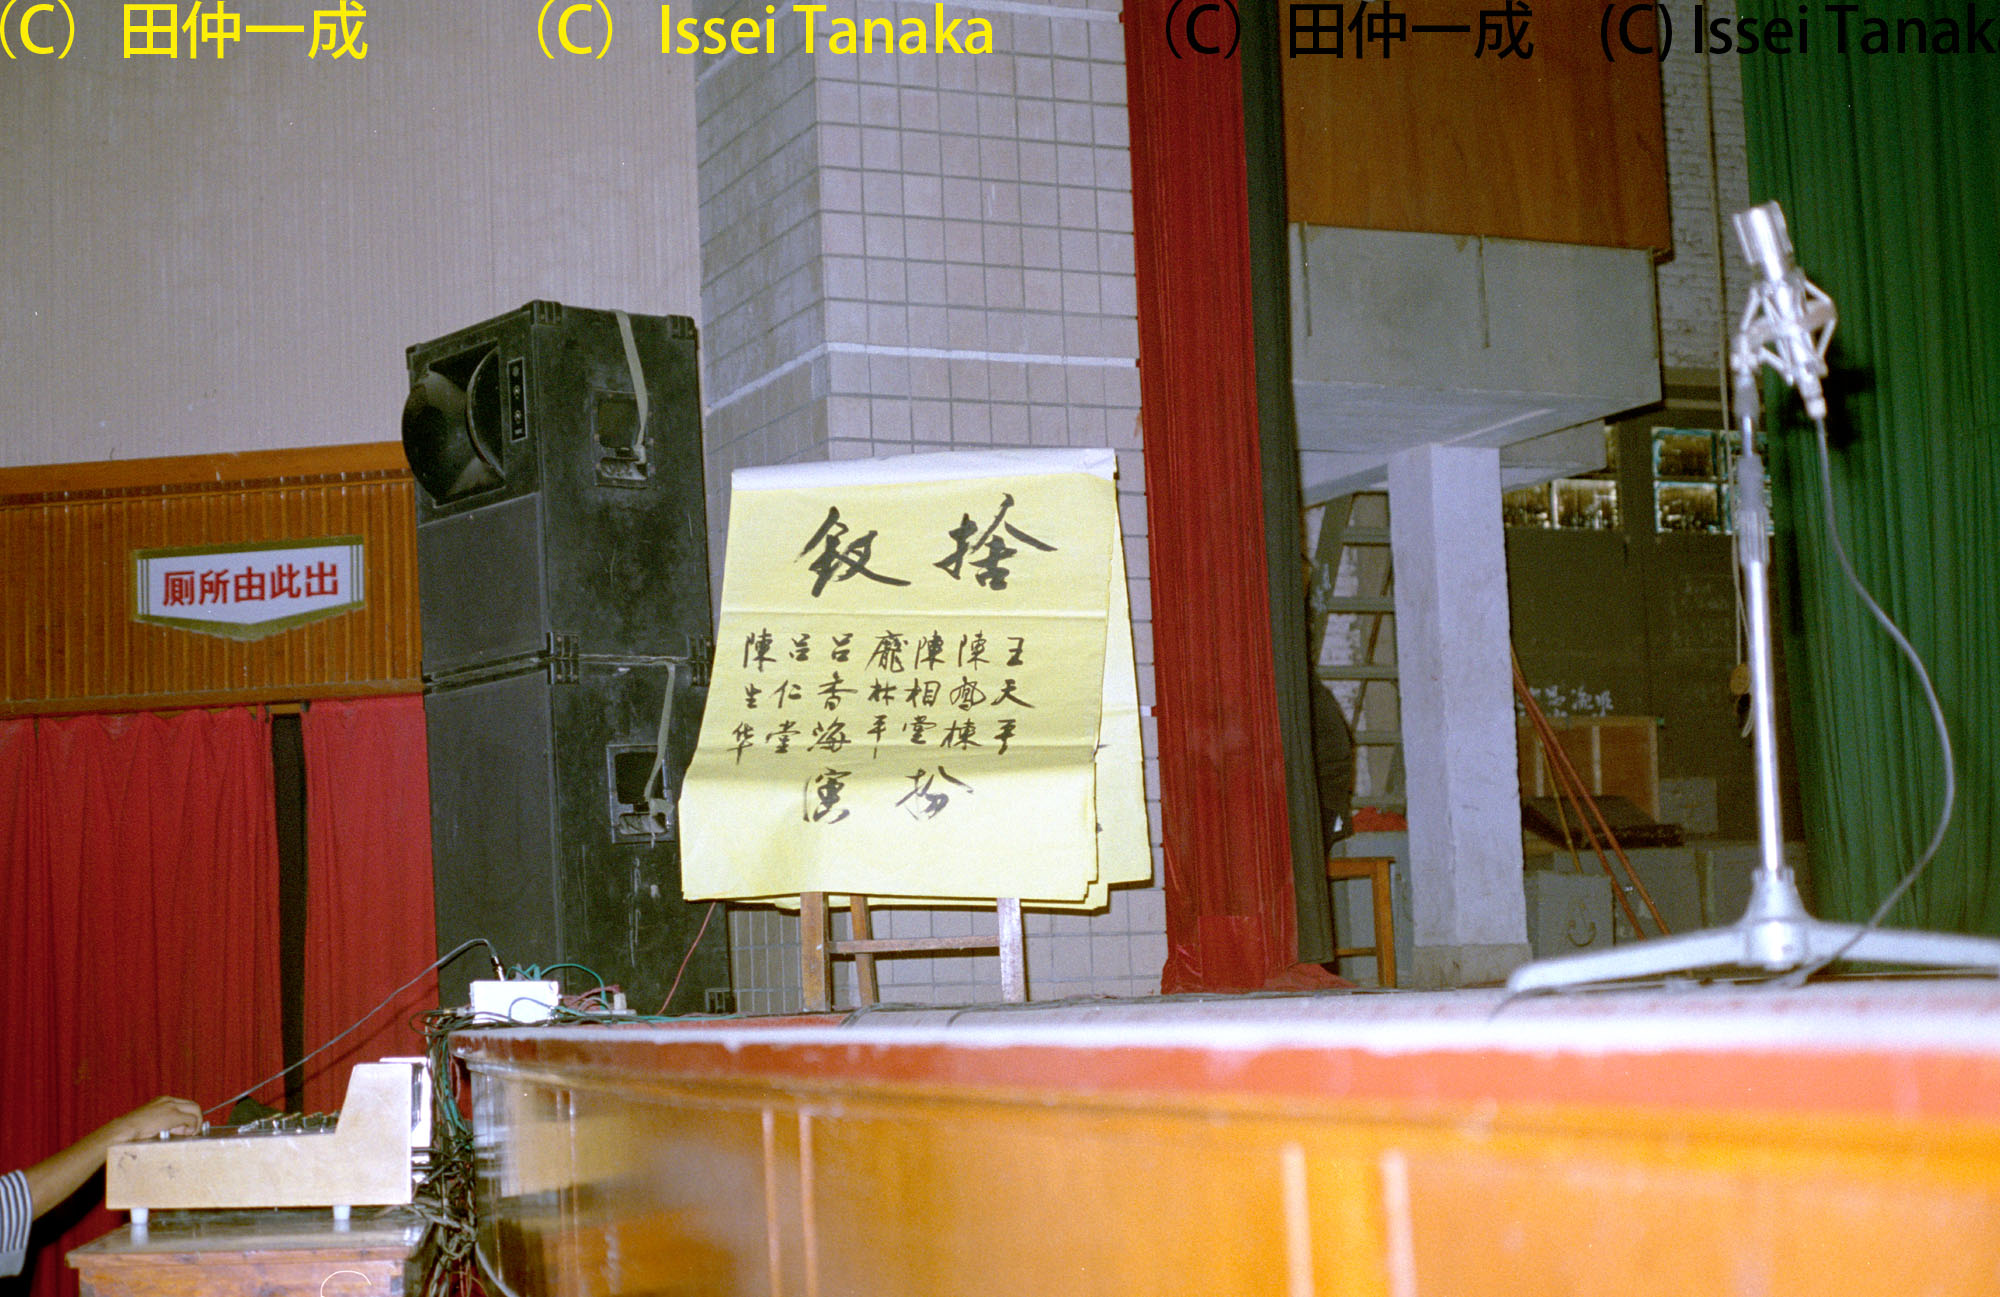 （C） 田仲一成 （C） Issei Tanaka （C） 田仲一成 (C) Issei Tanak
厠所由此出
捨釵
王天平
陳鳳棟
陳相堂
龐林平
呂香海
呂仁堂
陳生华
扮演